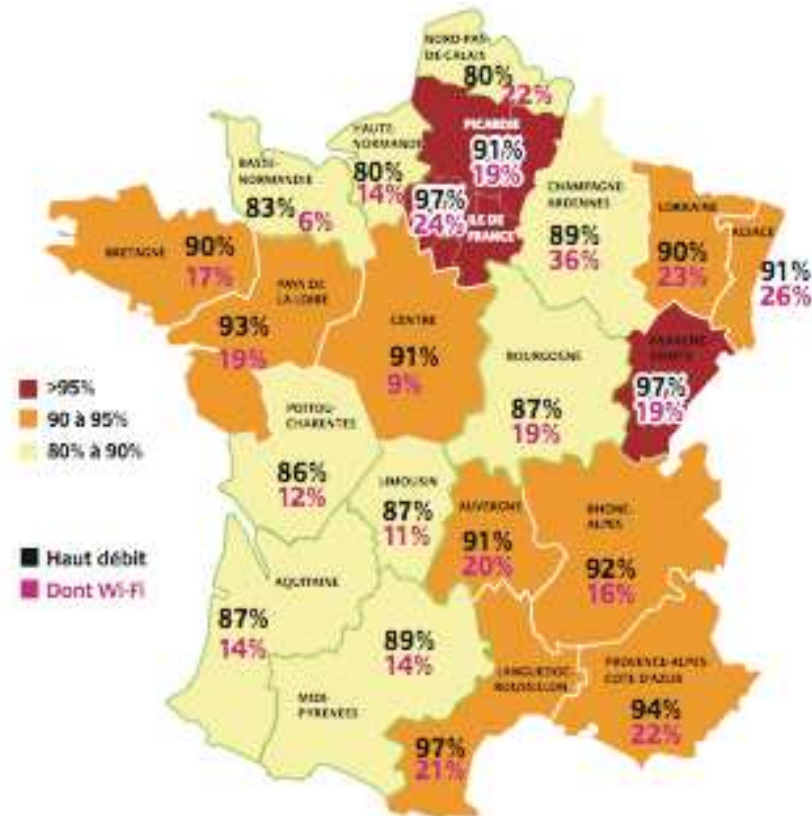 NORD-PAS-
DE-CALAIS
80%
22%
PICARDIE
91%
19%
HAUTE-
NORMANDIE
80%
14%
BASSE-
NORMANDIE
83%
6%
97%
24%
ILE DE
FRANCE
CHAMPAGNE-
ARDENNES
89%
36%
LORRAINE
90%
23%
ALSACE
91%
26%
BRETAGNE
90%
17%
PAYS DE
LA LOIRE
93%
19%
CENTRE
91%
9%
BOURGOGNE
87%
19%
FRANCHE-
COMTÉ
97%
19%
>95%
90 à 95%
80% à 90%
POITOU-
CHARENTES
86%
12%
LIMOUSIN
87%
11%
AUVERGNE
91%
20%
RHONE-
ALPES
92%
16%
Haut débit
Dont Wi-Fi
AQUITAINE
87%
14%
89%
14%
MIDI-
PYRENEES
LANGUEDOC-
ROUSSILLON
97%
21%
PROVENCE-ALPES-
COTE D'AZUR
94%
22%